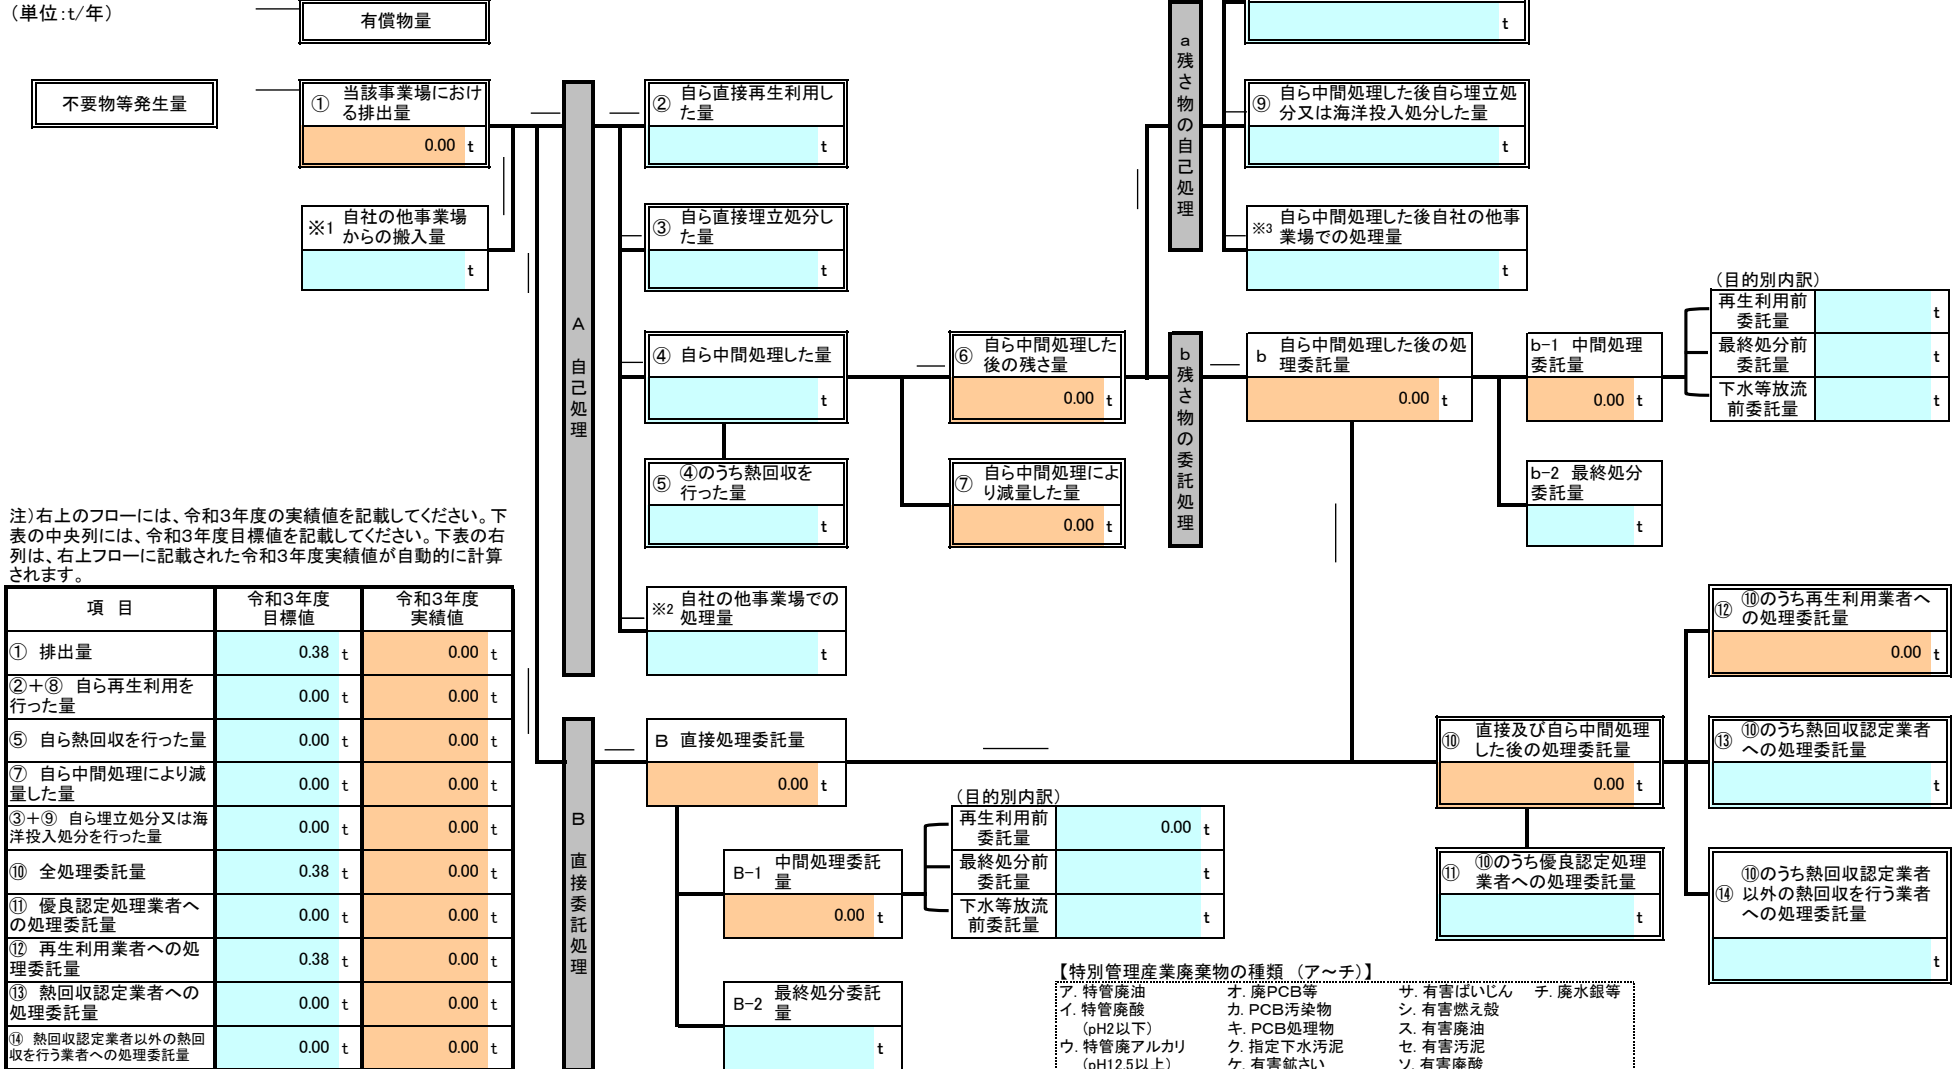 （単位：t/年）
有償物量
不要物等発生量
① 当該事業場におけ
る排出量
0.00 t
※1 自社の他事業場
からの搬入量
t
A 自己処理
② 自ら直接再生利用し
た量
t
③ 自ら直接埋立処分し
た量
t
④ 自ら中間処理した量
t
⑤ ④のうち熱回収を
行った量
t
※2 自社の他事業場での
処理量
t
⑥ 自ら中間処理した
後の残さ量
0.00 t
⑦ 自ら中間処理によ
り減量した量
0.00 t
a 残さ物の自己処理
t
⑨ 自ら中間処理した後自ら埋立処
分又は海洋投入処分した量
t
※3 自ら中間処理した後自社の他事
業場での処理量
t
b 残さ物の委託処理
b 自ら中間処理した後の処
理委託量
0.00 t
b-1 中間処理
委託量
0.00 t
b-2 最終処分
委託量
t
（目的別内訳）
再生利用前
委託量 t
最終処分前
委託量 t
下水等放流
前委託量 t
注）右上のフローには、令和３年度の実績値を記載してください。下
表の中央列には、令和３年度目標値を記載してください。下表の右
列は、右上フローに記載された令和３年度実績値が自動的に計算
されます。
項 目 令和３年度
目標値 令和３年度
実績値
① 排出量 0.38 t 0.00 t
②＋⑧ 自ら再生利用を
行った量 0.00 t 0.00 t
⑤ 自ら熱回収を行った量 0.00 t 0.00 t
⑦ 自ら中間処理により減
量した量 0.00 t 0.00 t
③＋⑨ 自ら埋立処分又は海
洋投入処分を行った量 0.00 t 0.00 t
⑩ 全処理委託量 0.38 t 0.00 t
⑪ 優良認定処理業者へ
の処理委託量 0.00 t 0.00 t
⑫ 再生利用業者への処
理委託量 0.38 t 0.00 t
⑬ 熱回収認定業者への
処理委託量 0.00 t 0.00 t
⑭ 熱回収認定業者以外の熱回
収を行う業者への処理委託量 0.00 t 0.00 t
B 直接委託処理
B 直接処理委託量
0.00 t
B-1 中間処理委託
量
0.00 t
B-2 最終処分委託
量
t
（目的別内訳）
再生利用前
委託量 0.00 t
最終処分前
委託量 t
下水等放流
前委託量 t
⑩ 直接及び自ら中間処理
した後の処理委託量
0.00 t
⑪ ⑩のうち優良認定処理
業者への処理委託量
t
⑫ ⑩のうち再生利用業者へ
の処理委託量
0.00 t
⑬ ⑩のうち熱回収認定業者
への処理委託量
t
⑭ ⑩のうち熱回収認定業者
以外の熱回収を行う業者
への処理委託量
t
【特別管理産業廃棄物の種類 （ア～チ）】
ア. 特管廃油 オ. 廃PCB等 サ. 有害ばいじん チ. 廃水銀等
イ. 特管廃酸 カ. PCB汚染物 シ. 有害燃え殻
（pH2以下） キ. PCB処理物 ス. 有害廃油
ウ. 特管廃アルカリ ク. 指定下水汚泥 セ. 有害汚泥
（pH12.5以上） ケ. 有害鉱さい ソ. 有害廃酸